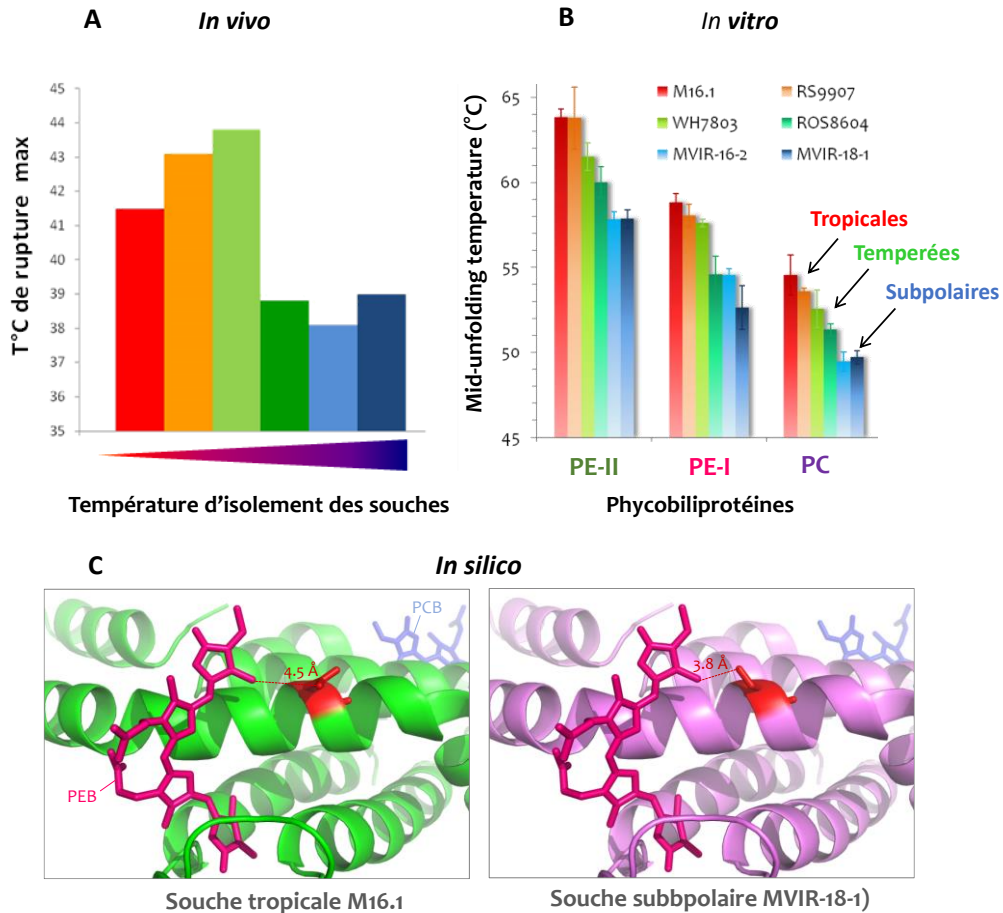 A In vivo
T°C de rupture max
45
44
43
42
41
40
39
38
37
36
35
Température d'isolement des souches
B In vitro
Mid-unfolding temperature (°C)
65
60
55
50
45
M16.1 RS9907
WH7803 ROS8604
MVIR-16-2 MVIR-18-1
Tropicales
Temperées
Subpolaires
PE-II PE-I PC
Phycobiliprotéines
C In silico
PCB
4.5 Å
PEB
Souche tropicale M16.1
3.8 Å
Souche subbpolaire MVIR-18-1)